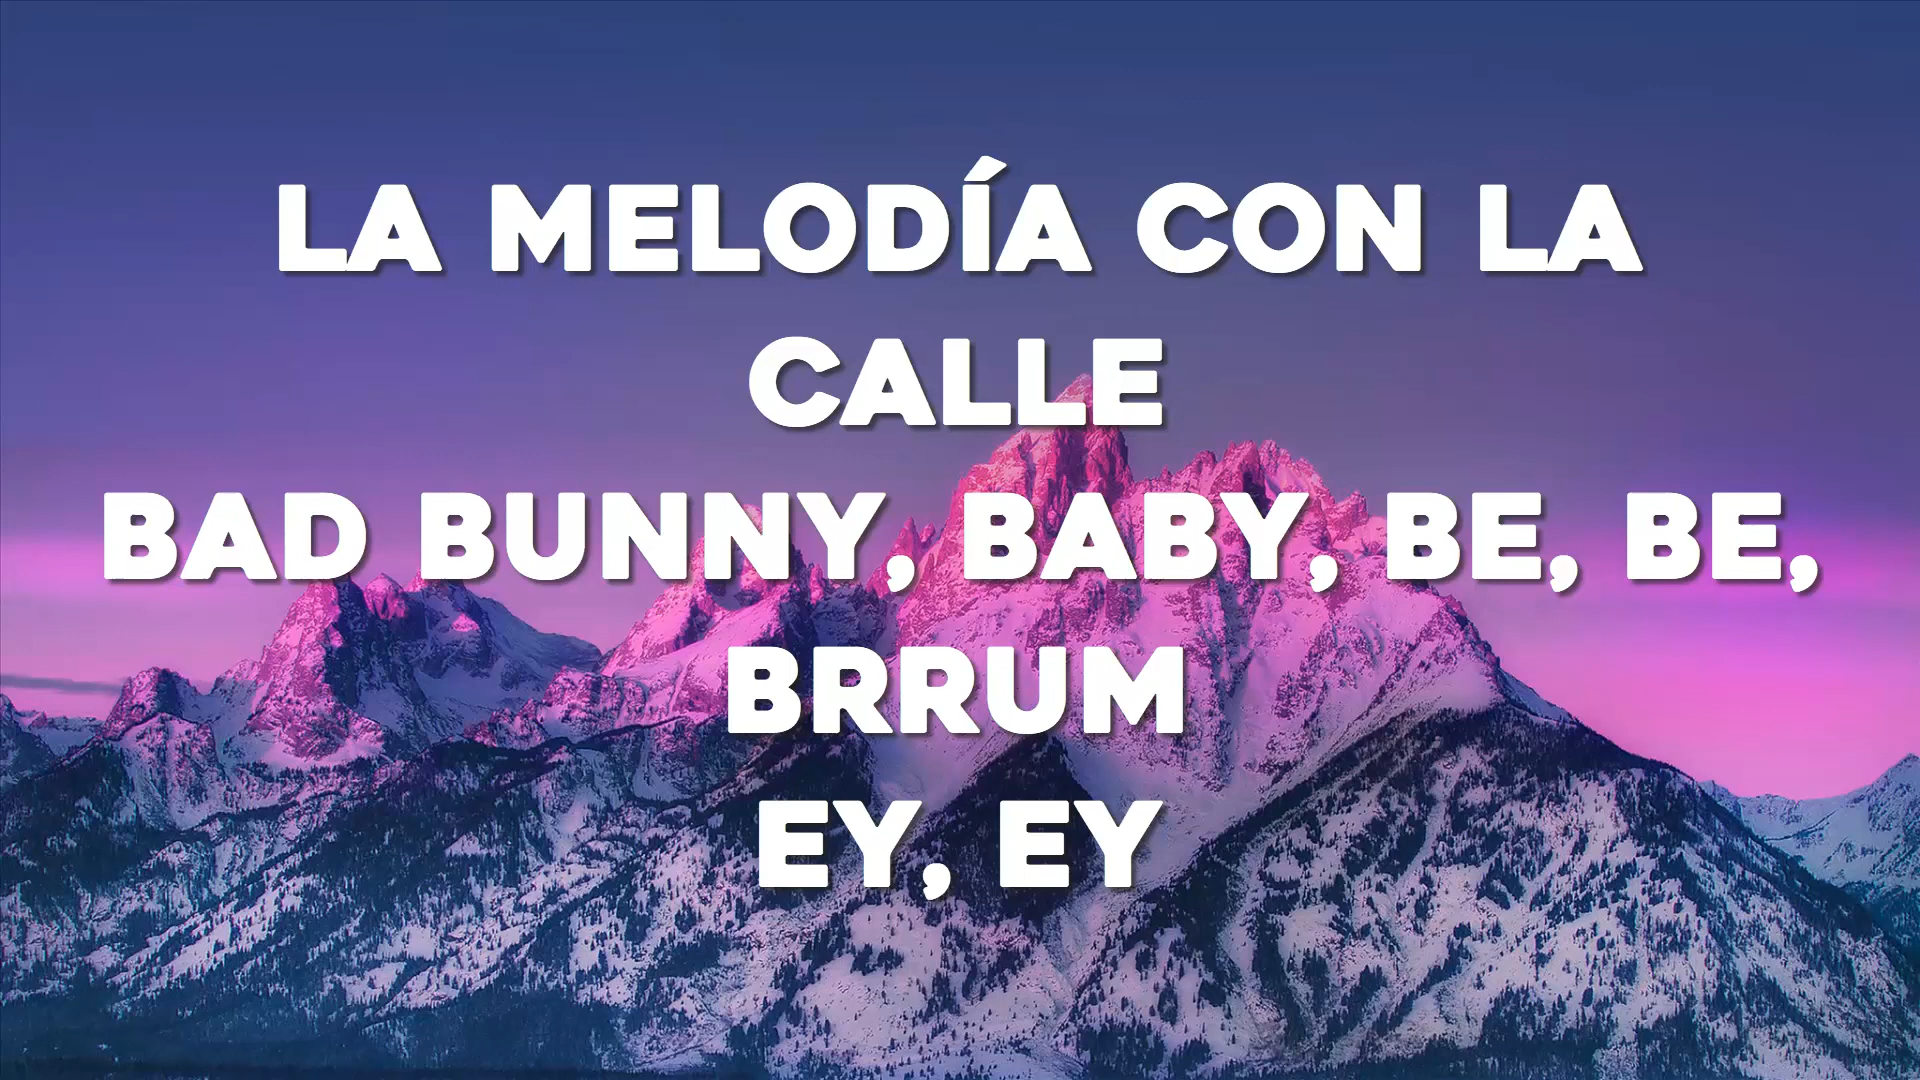 LA MELODÍA CON LA
CALLE
BAD BUNNY, BABY, BE, BE,
BRRUM
EY, EY